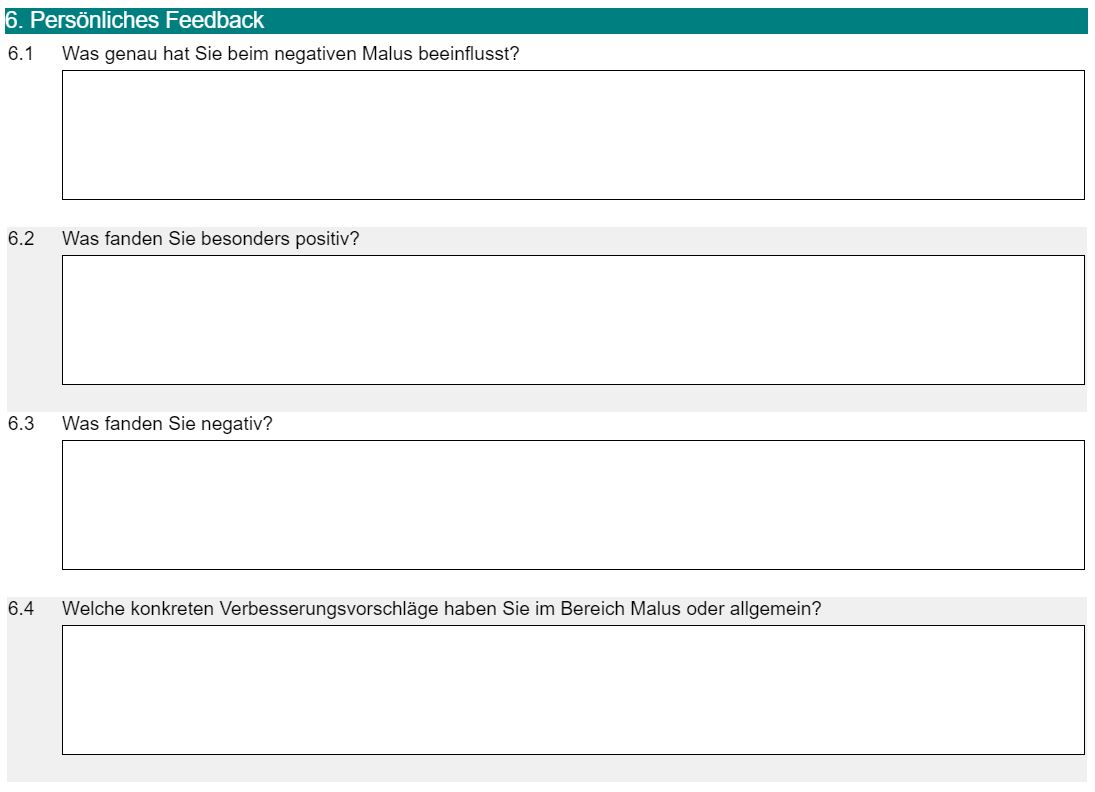 6. Persönliches Feedback
6.1 Was genau hat Sie beim negativen Malus beeinflusst?
6.2 Was fanden Sie besonders positiv?
6.3 Was fanden Sie negativ?
6.4 Welche konkreten Verbesserungsvorschläge haben Sie im Bereich Malus oder allgemein?